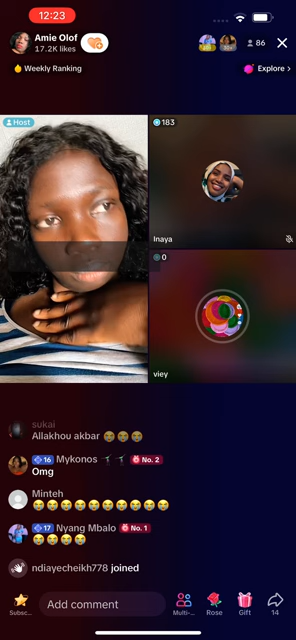 12:23
Amie Olof
17.2K likes
86
Weekly Ranking
Explore >
Host
183
Inaya
0
viey
sukai
Allakhou akbar 😭😭😭
16 Mykonos No. 2
Omg
Minteh
😭😭😭😭😭😭😭😭😭😭
17 Nyang Mbalo No. 1
😭😭😭😭
ndiayecheikh778 joined
Add comment
Subsc...
Multi-...
Rose
Gift
14